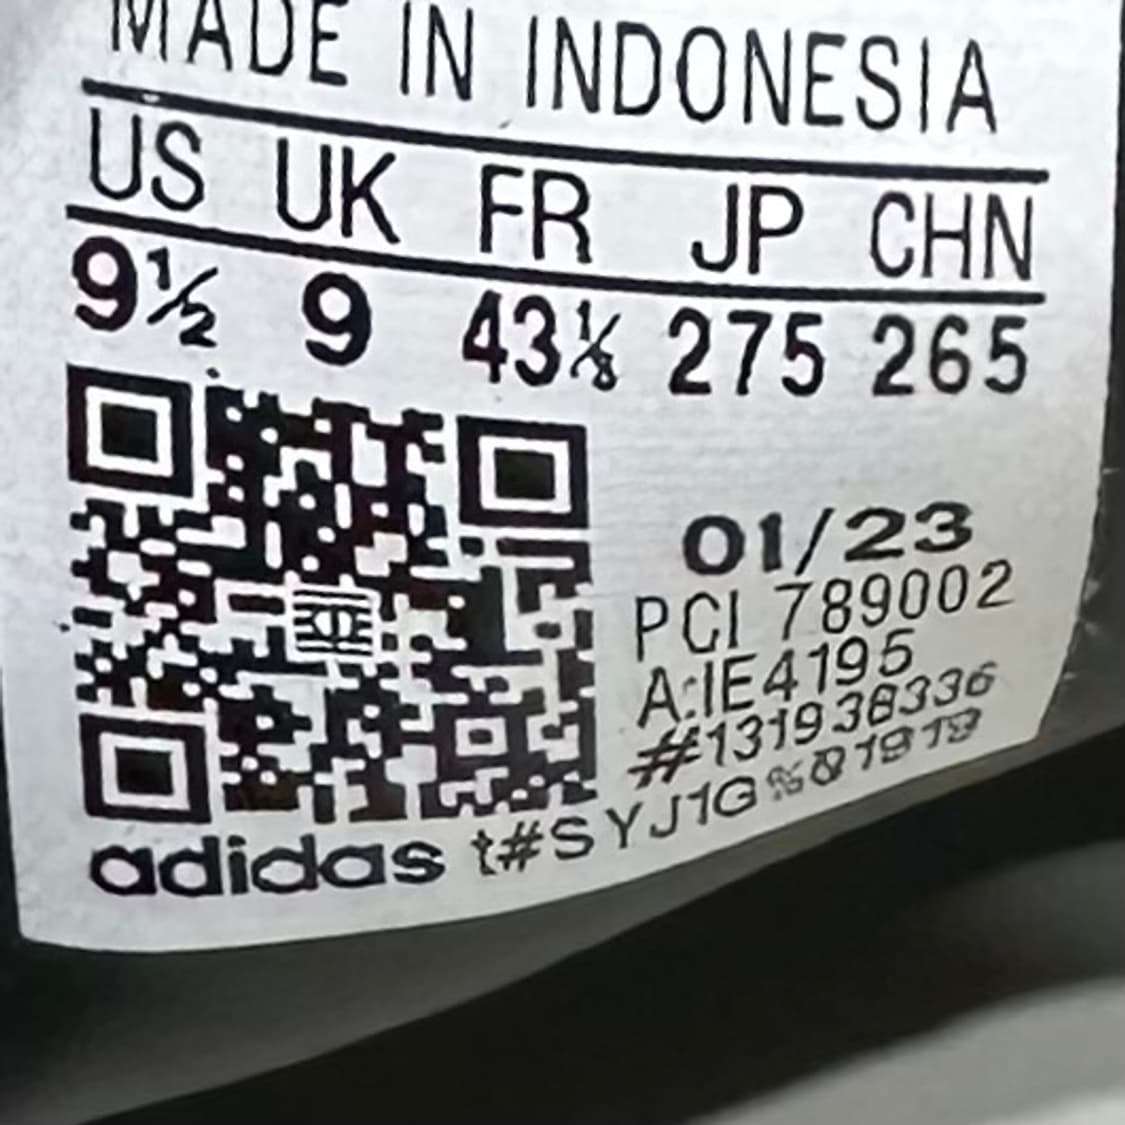 MADE IN INDONESIA
US UK FR JP CHN
9½ 9 43⅓ 275 265
01/23
PCI 789002
A:IE4195
#131938336
adidas